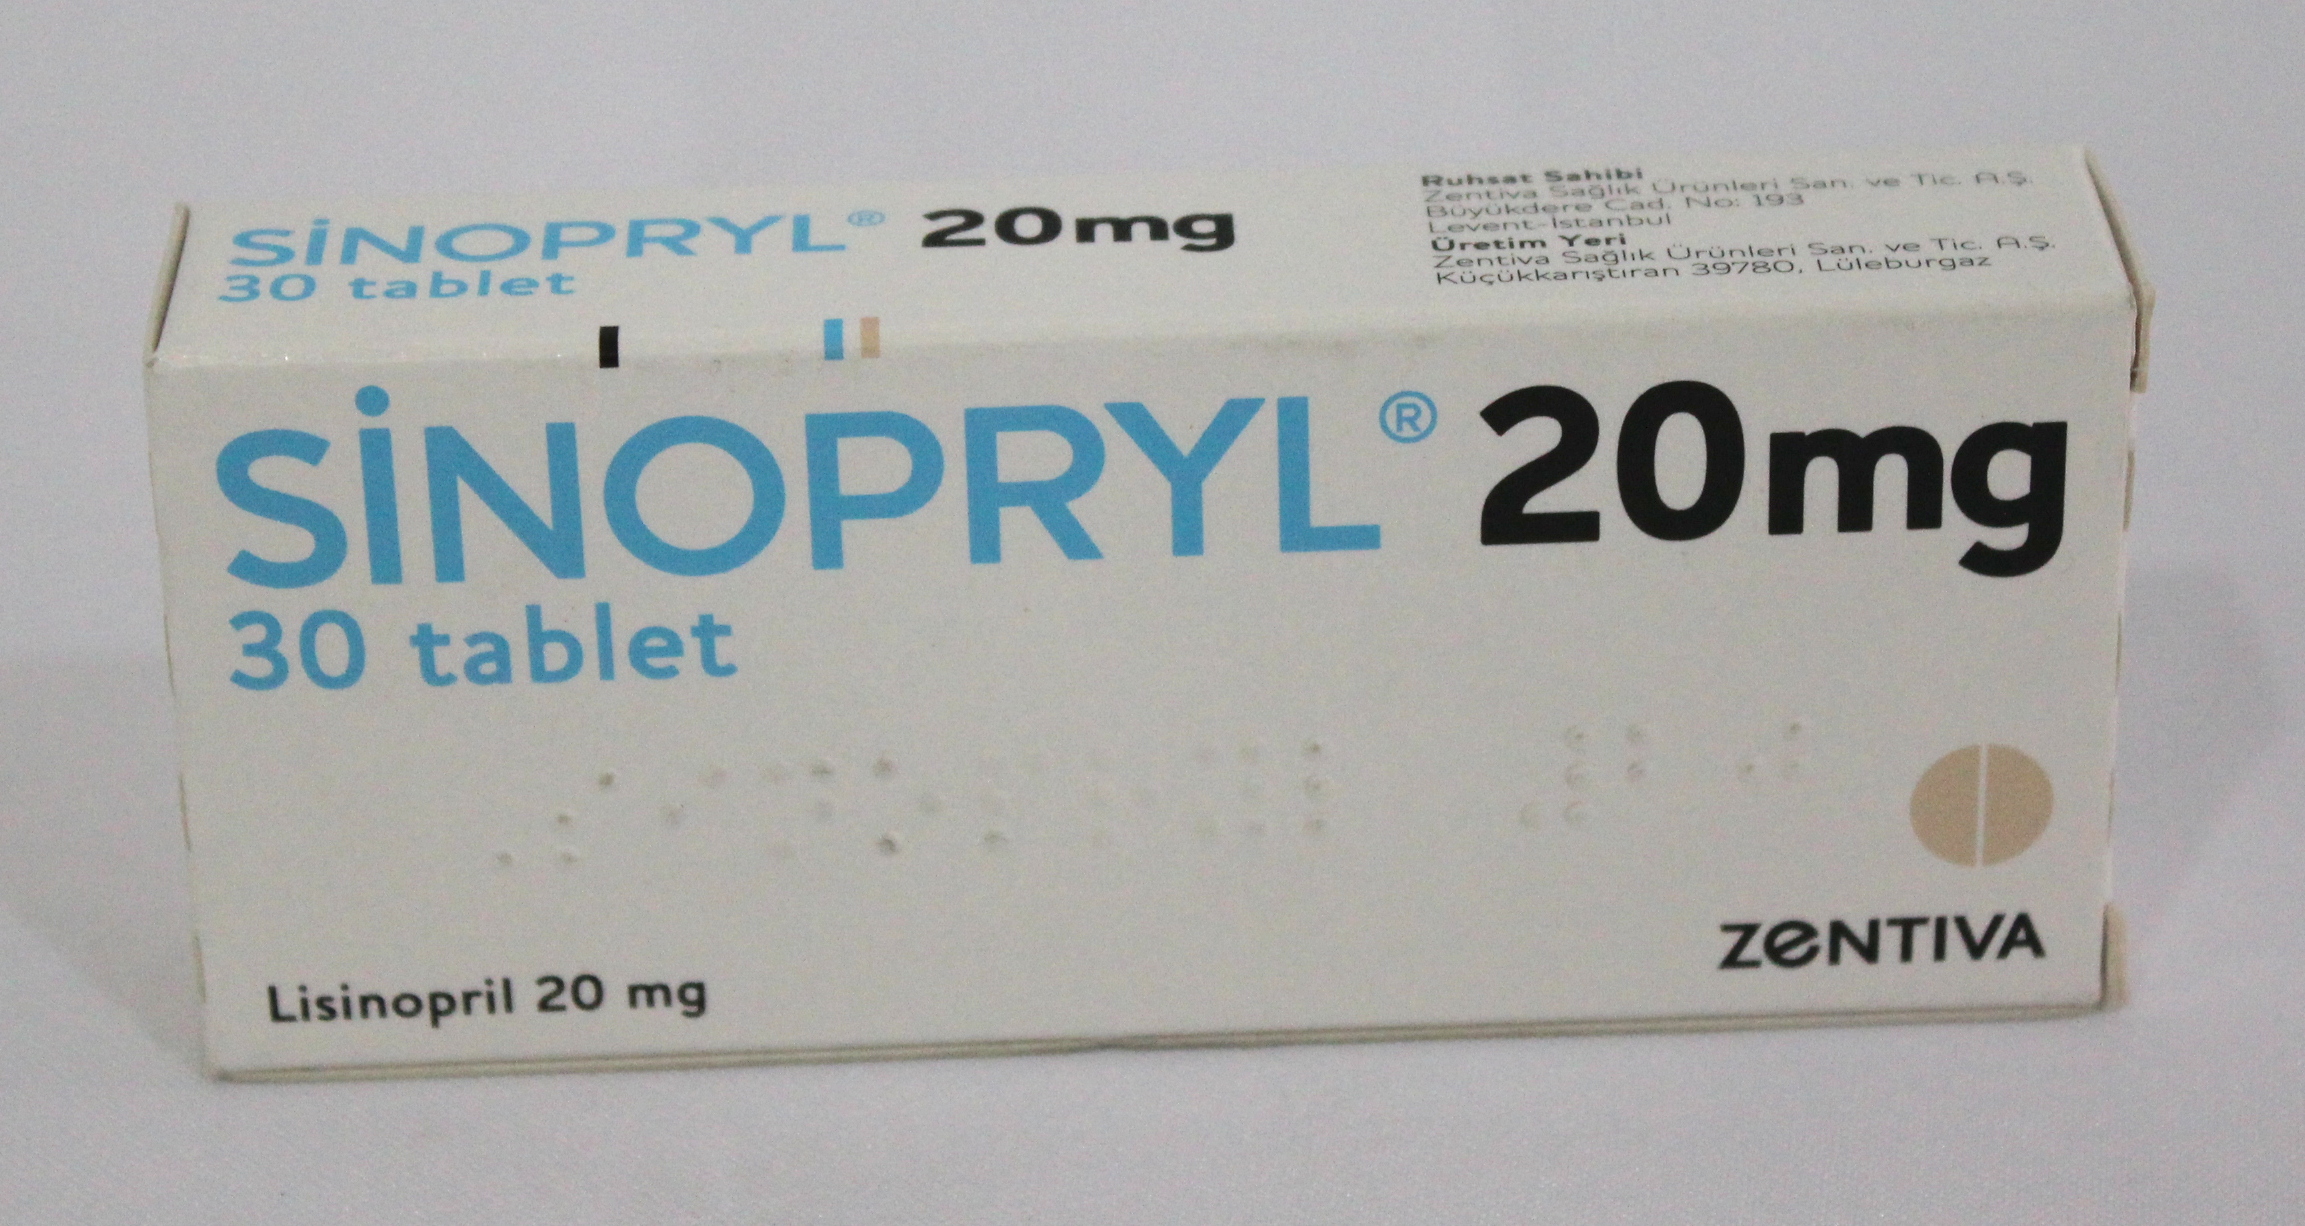 SİNOPRYL® 20mg
30 tablet
Ruhsat Sahibi
Zentiva Sağlık Ürünleri San. ve Tic. A.Ş.
Büyükdere Cad. No: 193
Levent-İstanbul
Üretim Yeri
Zentiva Sağlık Ürünleri San. ve Tic. A.Ş.
Küçükkarıştıran 39780, Lüleburgaz
SİNOPRYL® 20mg
30 tablet
Lisinopril 20 mg
ZENTIVA